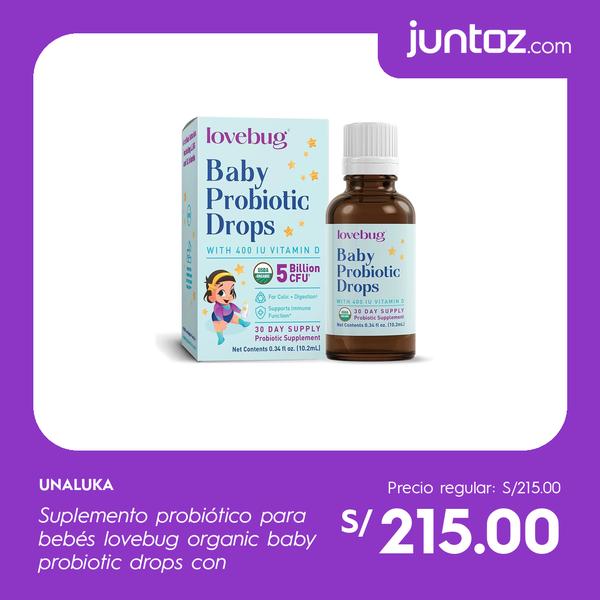 juntoz.com
lovebug
Baby
Probiotic
Drops
WITH 400 IU VITAMIN D
USDA
ORGANIC
5 Billion
CFU
For Colic + Digestion
Supports Immune
Function
30 DAY SUPPLY
Probiotic Supplement
Net Contents 0.34 fl. oz. (10.2mL)
lovebug
Baby
Probiotic
Drops
WITH 400 IU VITAMIN D
30 DAY SUPPLY
Probiotic Supplement
Net Contents 0.34 fl. oz. (10.2mL)
UNALUKA
Suplemento probiótico para
bebés lovebug organic baby
probiotic drops con
Precio regular: S/215.00
S/ 215.00